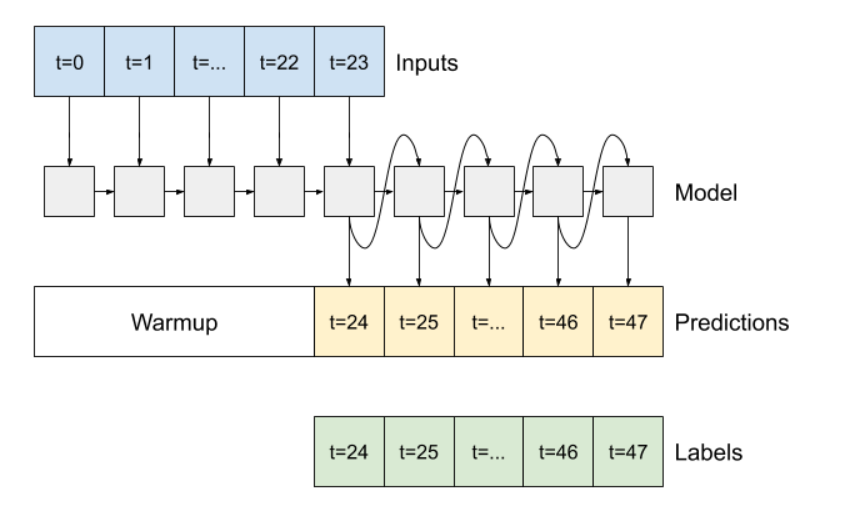 t=0 t=1 t=... t=22 t=23 Inputs
Model
Warmup t=24 t=25 t=... t=46 t=47 Predictions
t=24 t=25 t=... t=46 t=47 Labels